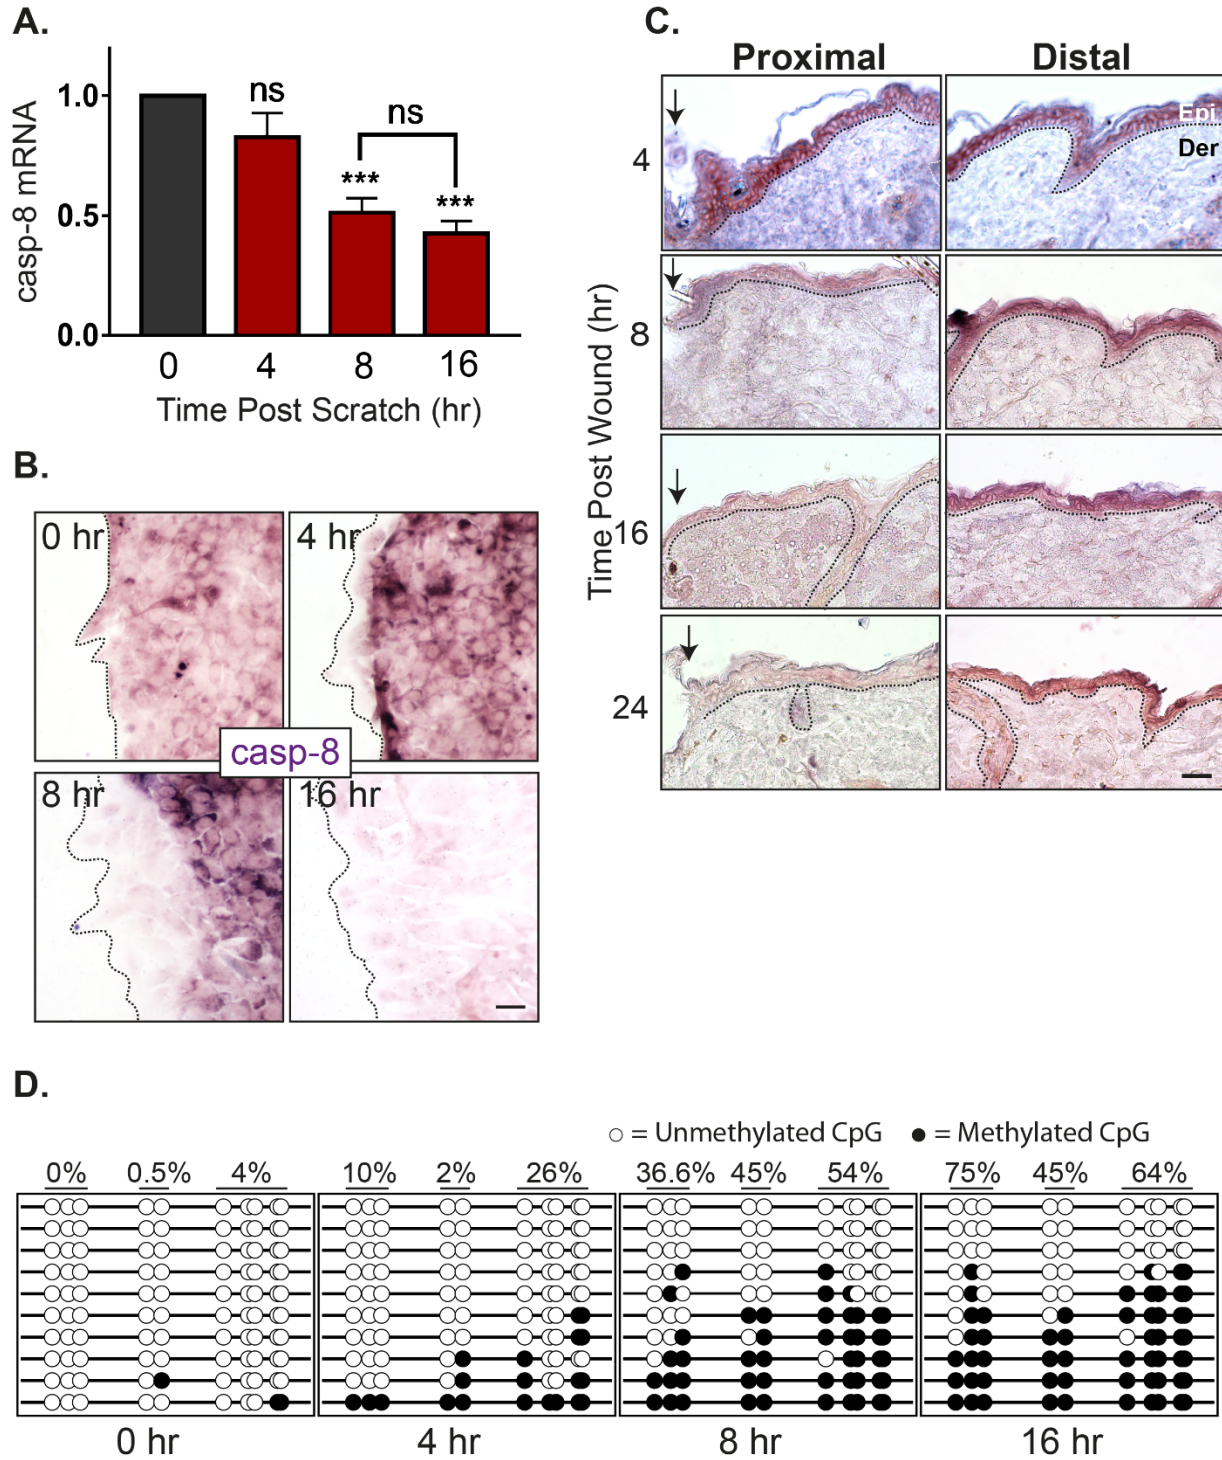 A.
casp-8 mRNA
1.0
0.5
0.0
ns
***
ns
***
0 4 8 16
Time Post Scratch (hr)
B.
0 hr
4 hr
casp-8
8 hr
16 hr
C.
Proximal Distal
Time Post Wound (hr)
4
Epi
Der
8
16
24
D.
○ = Unmethylated CpG ● = Methylated CpG
0% 0.5% 4% 10% 2% 26% 36.6% 45% 54% 75% 45% 64%
0 hr 4 hr 8 hr 16 hr